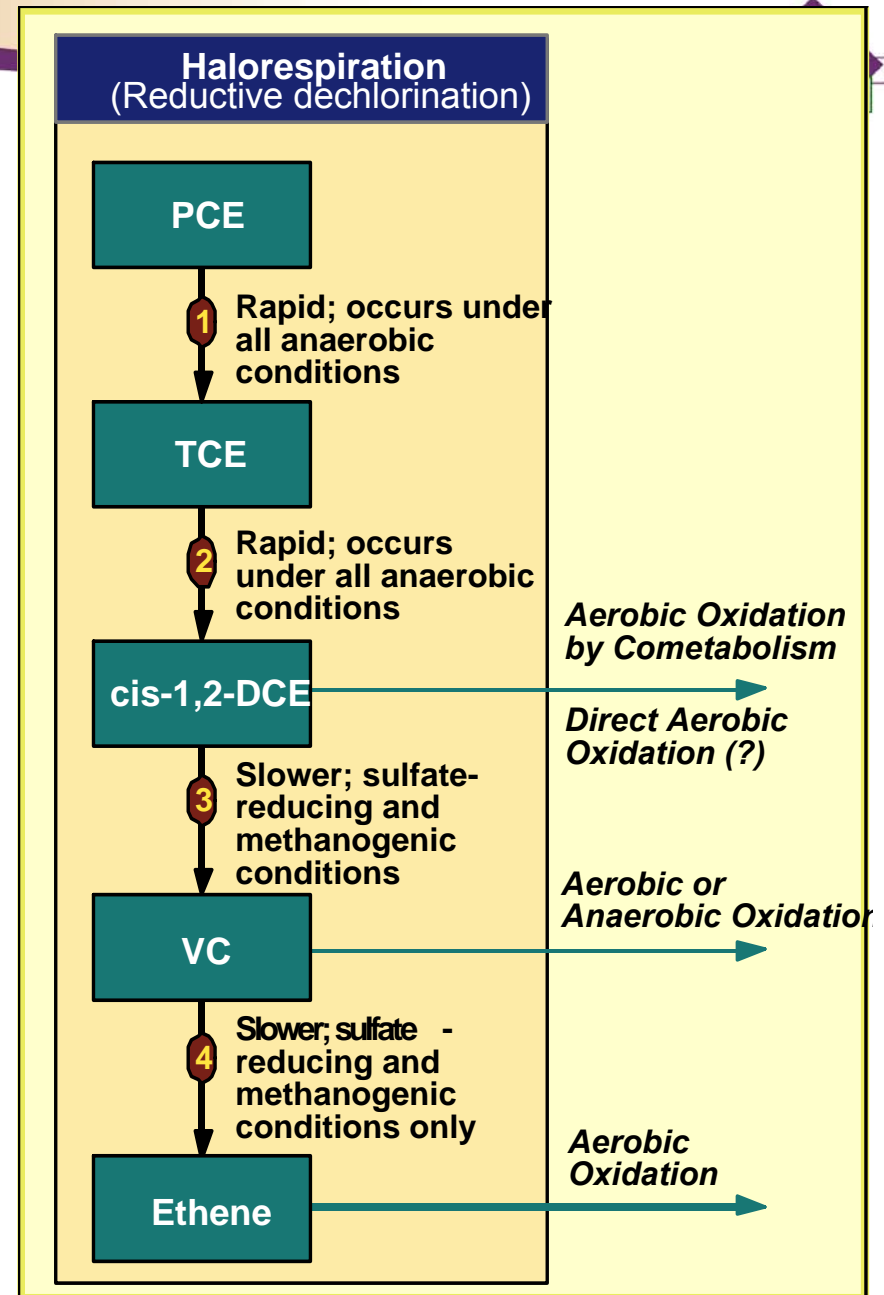 Halorespiration
(Reductive dechlorination)
PCE
1
Rapid; occurs under
all anaerobic
conditions
TCE
2
Rapid; occurs
under all anaerobic
conditions
Aerobic Oxidation
by Cometabolism
cis-1,2-DCE
Direct Aerobic
Oxidation (?)
3
Slower; sulfate-
reducing and
methanogenic
conditions
Aerobic or
Anaerobic Oxidation
VC
4
Slower; sulfate -
reducing and
methanogenic
conditions only
Aerobic
Oxidation
Ethene